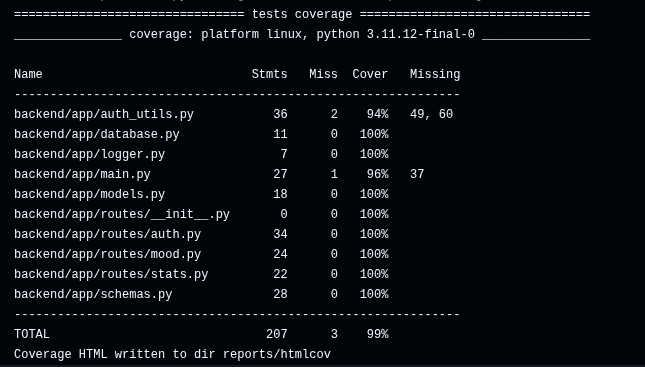 ================================ tests coverage ================================
_______________ coverage: platform linux, python 3.11.12-final-0 _______________
Name                             Stmts   Miss  Cover   Missing
--------------------------------------------------------------
backend/app/auth_utils.py           36      2    94%   49, 60
backend/app/database.py             11      0   100%
backend/app/logger.py                7      0   100%
backend/app/main.py                 27      1    96%   37
backend/app/models.py               18      0   100%
backend/app/routes/__init__.py       0      0   100%
backend/app/routes/auth.py          34      0   100%
backend/app/routes/mood.py          24      0   100%
backend/app/routes/stats.py         22      0   100%
backend/app/schemas.py              28      0   100%
--------------------------------------------------------------
TOTAL                              207      3    99%
Coverage HTML written to dir reports/htmlcov